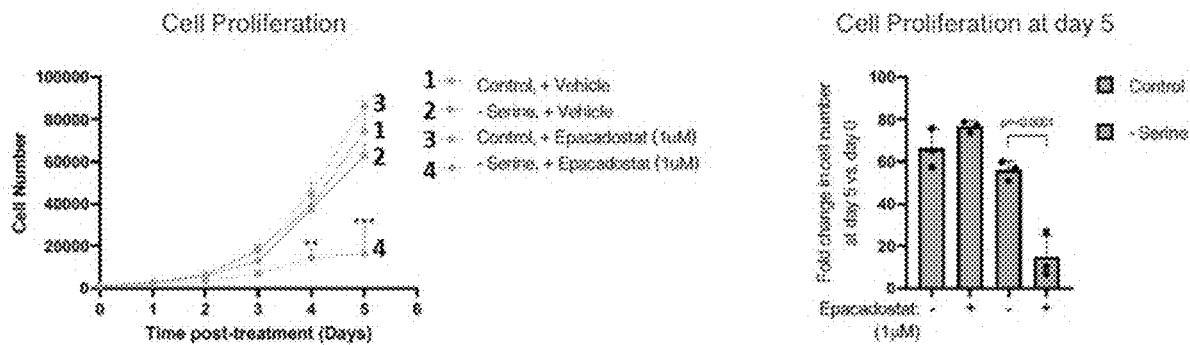 Cell Proliferation
100000
80000
60000
40000
20000
0
Cell Number
0 1 2 3 4 5 6
Time post-treatment (Days)
3
1
2
4
**
****
1 Control, + Vehicle
2 - Serine, + Vehicle
3 Control, + Epacadostat (1uM)
4 - Serine, + Epacadostat (1uM)
Cell Proliferation at day 5
100
80
60
40
20
0
Fold change in cell number
at day 5 vs. day 0
Control
- Serine
Epacadostat: - + - +
(1μM)